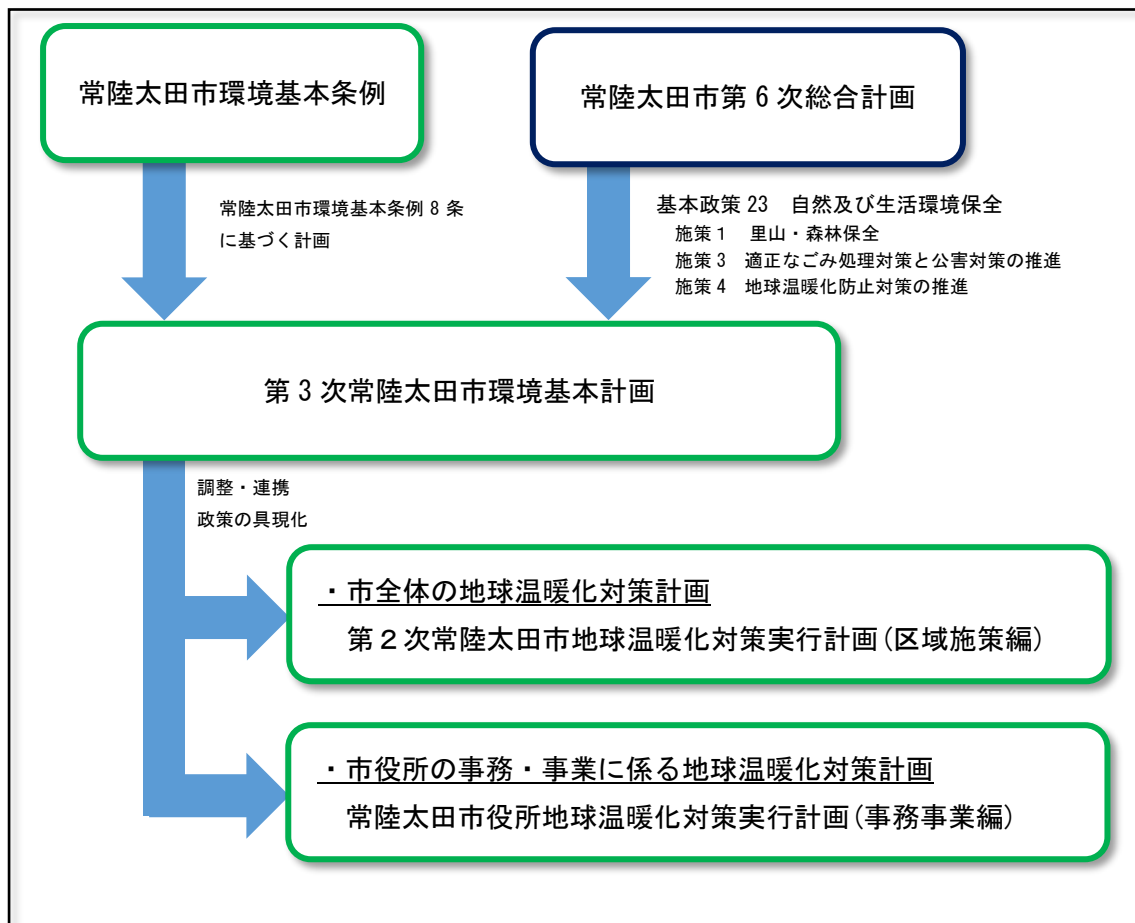 常陸太田市環境基本条例
常陸太田市第6次総合計画
常陸太田市環境基本条例8条
に基づく計画
基本政策23 自然及び生活環境保全
施策1 里山・森林保全
施策3 適正なごみ処理対策と公害対策の推進
施策4 地球温暖化防止対策の推進
第3次常陸太田市環境基本計画
調整・連携
政策の具現化
・市全体の地球温暖化対策計画
第2次常陸太田市地球温暖化対策実行計画(区域施策編)
・市役所の事務・事業に係る地球温暖化対策計画
常陸太田市役所地球温暖化対策実行計画(事務事業編)